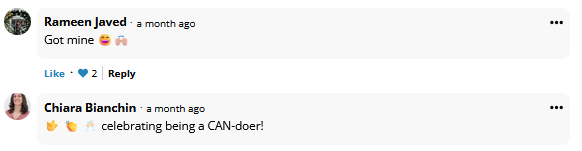 Rameen Javed · a month ago
Got mine 😄 🙌🏼
Like · 2 | Reply
Chiara Bianchin · a month ago
celebrating being a CAN-doer!